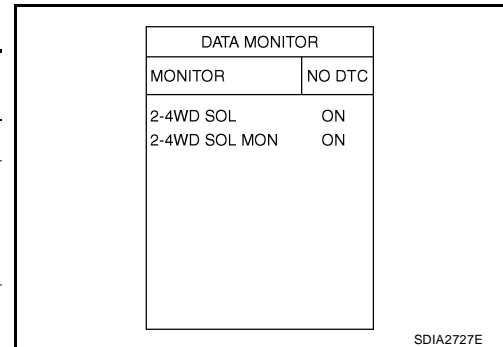 DATA MONITOR
MONITOR NO DTC
2-4WD SOL ON
2-4WD SOL MON ON
SDIA2727E